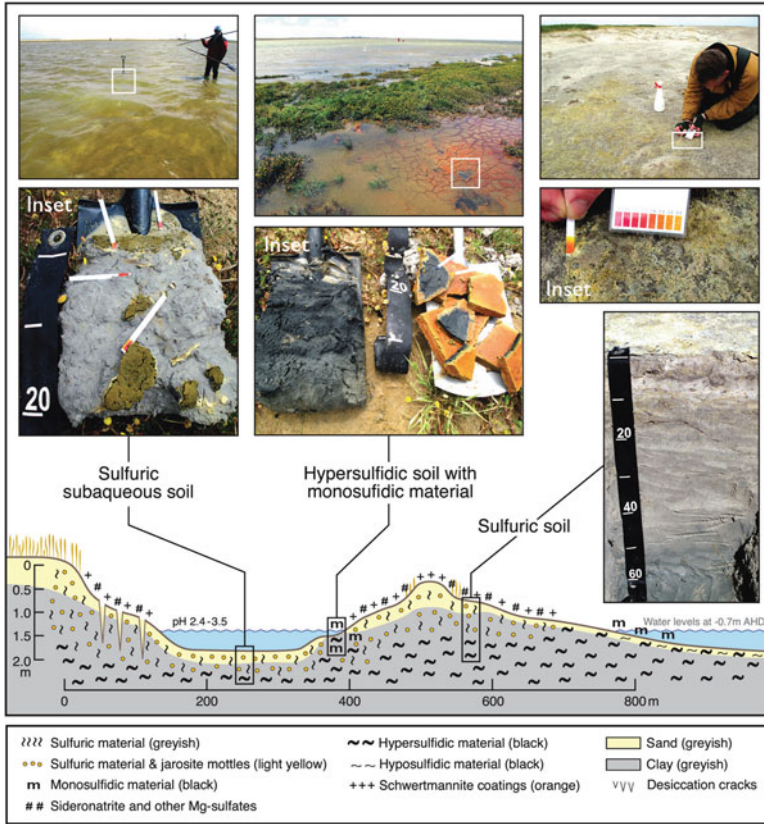 Inset
20
Inset
20
Inset
20
40
60
Sulfuric
subaqueous soil
Hypersulfidic soil with
monosufidic material
Sulfuric soil
0
0.5
1.0
1.5
2.0
m
pH 2.4-3.5
Water levels at -0.7m AHD
+ # + # + # +
+ # + # + # + + + # # + # + # + #
m
m
m
m
m
m
m
0 200 400 600 800 m
Sulfuric material (greyish)
Sulfuric material & jarosite mottles (light yellow)
m Monosulfidic material (black)
# # Sideronatrite and other Mg-sulfates
Hypersulfidic material (black)
Hyposulfidic material (black)
+++ Schwertmannite coatings (orange)
Sand (greyish)
Clay (greyish)
Desiccation cracks